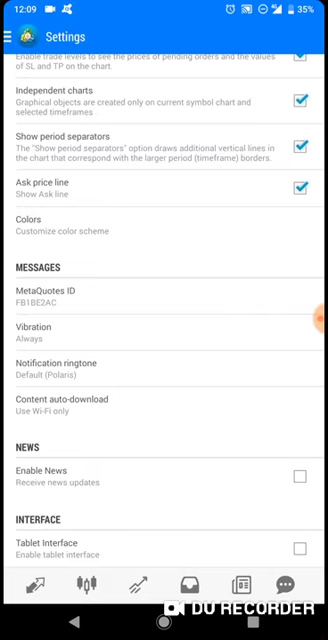 12:09
35%
Settings
Enable trade levels to see the prices of pending orders and the values
of SL and TP on the chart.
Independent charts
Graphical objects are created only on current symbol chart and
selected timeframes
Show period separators
The "Show period separators" option draws additional vertical lines in
the chart that correspond with the larger period (timeframe) borders.
Ask price line
Show Ask line
Colors
Customize color scheme
MESSAGES
MetaQuotes ID
FB1BE2AC
Vibration
Always
Notification ringtone
Default (Polaris)
Content auto-download
Use Wi-Fi only
NEWS
Enable News
Receive news updates
INTERFACE
Tablet Interface
Enable tablet interface
DU RECORDER